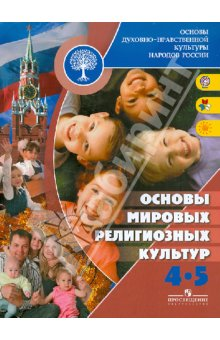 ОСНОВЫ
ДУХОВНО-НРАВСТВЕННОЙ
КУЛЬТУРЫ
НАРОДОВ РОССИИ
ОСНОВЫ
МИРОВЫХ
РЕЛИГИОЗНЫХ
КУЛЬТУР
4·5
ПРОСВЕЩЕНИЕ